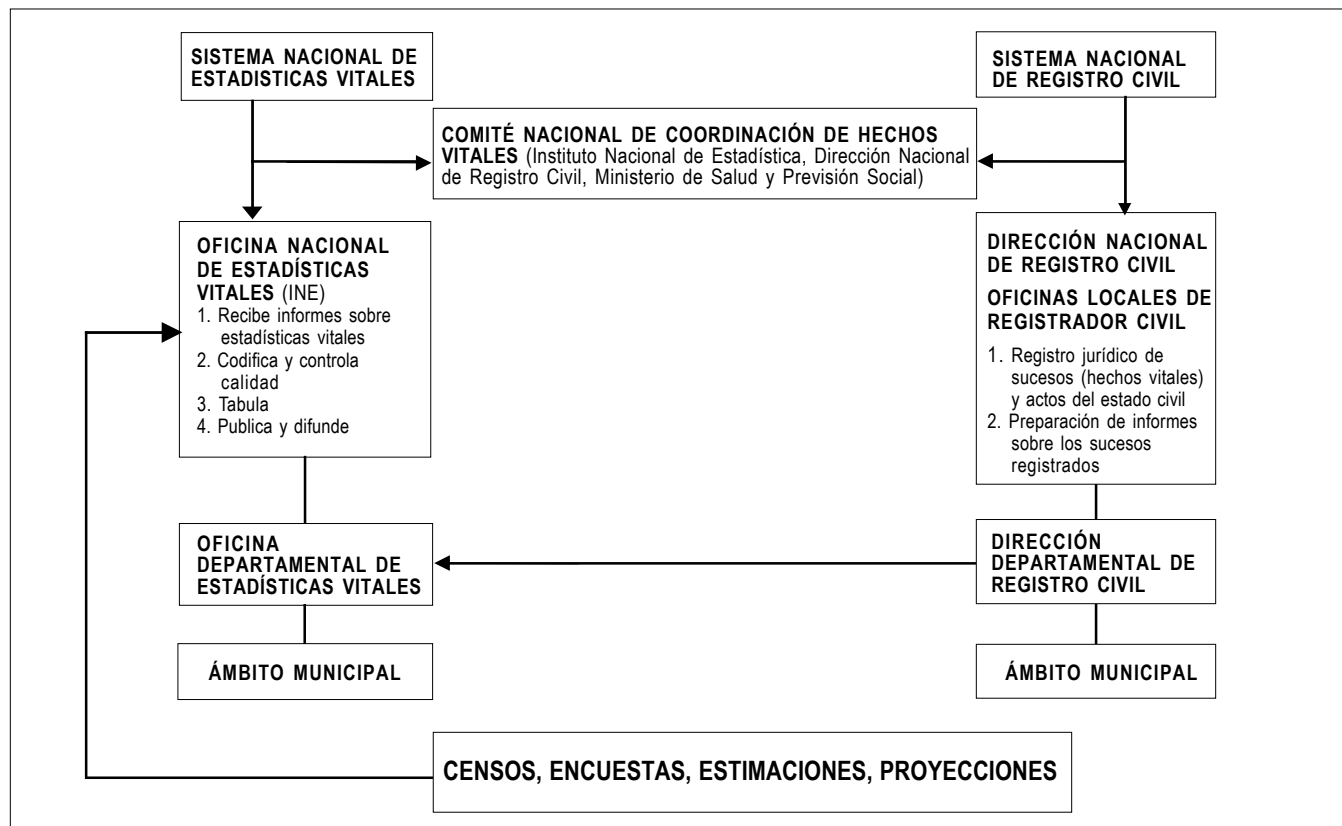 SISTEMA NACIONAL DE
ESTADISTICAS VITALES
SISTEMA NACIONAL
DE REGISTRO CIVIL
COMITÉ NACIONAL DE COORDINACIÓN DE HECHOS
VITALES (Instituto Nacional de Estadística, Dirección Nacional
de Registro Civil, Ministerio de Salud y Previsión Social)
OFICINA NACIONAL
DE ESTADÍSTICAS
VITALES (INE)
1. Recibe informes sobre
estadísticas vitales
2. Codifica y controla
calidad
3. Tabula
4. Publica y difunde
DIRECCIÓN NACIONAL
DE REGISTRO CIVIL
OFICINAS LOCALES DE
REGISTRADOR CIVIL
1. Registro jurídico de
sucesos (hechos vitales)
y actos del estado civil
2. Preparación de informes
sobre los sucesos
registrados
OFICINA
DEPARTAMENTAL DE
ESTADÍSTICAS VITALES
DIRECCIÓN
DEPARTAMENTAL DE
REGISTRO CIVIL
ÁMBITO MUNICIPAL
ÁMBITO MUNICIPAL
CENSOS, ENCUESTAS, ESTIMACIONES, PROYECCIONES